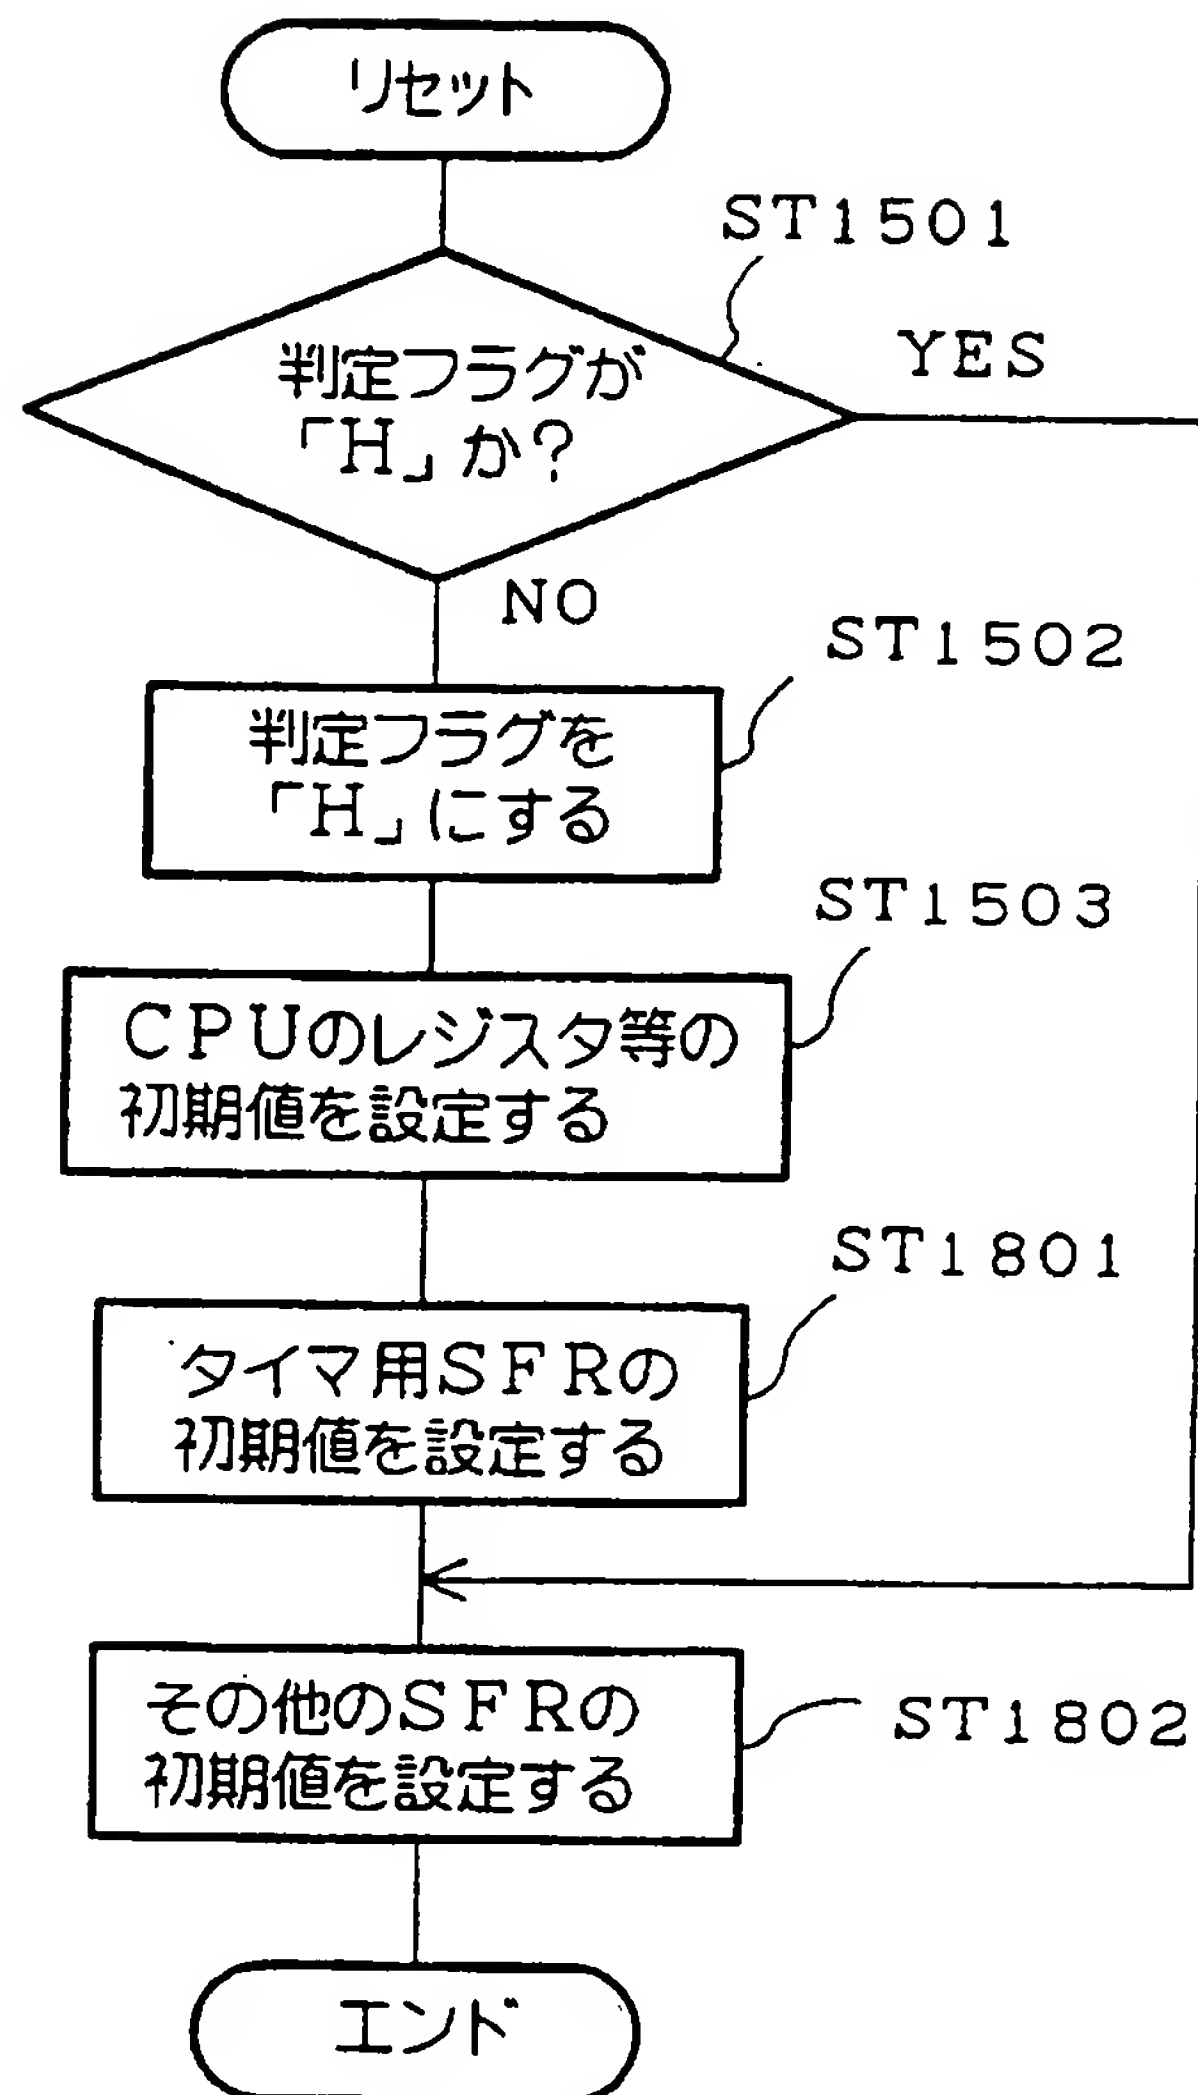 リセット
ST1501
判定フラグが
「H」か?
YES
NO
ST1502
判定フラグを
「H」にする
ST1503
CPUのレジスタ等の
初期値を設定する
ST1801
タイマ用SFRの
初期値を設定する
その他のSFRの
初期値を設定する
ST1802
エンド